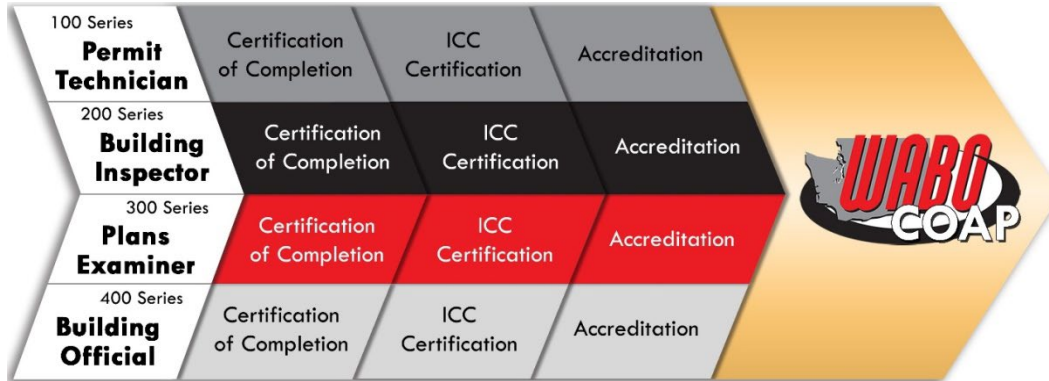 100 Series
Permit
Technician
Certification
of Completion
ICC
Certification
Accreditation
200 Series
Building
Inspector
Certification
of Completion
ICC
Certification
Accreditation
300 Series
Plans
Examiner
Certification
of Completion
ICC
Certification
Accreditation
400 Series
Building
Official
Certification
of Completion
ICC
Certification
Accreditation
WABO
COAP